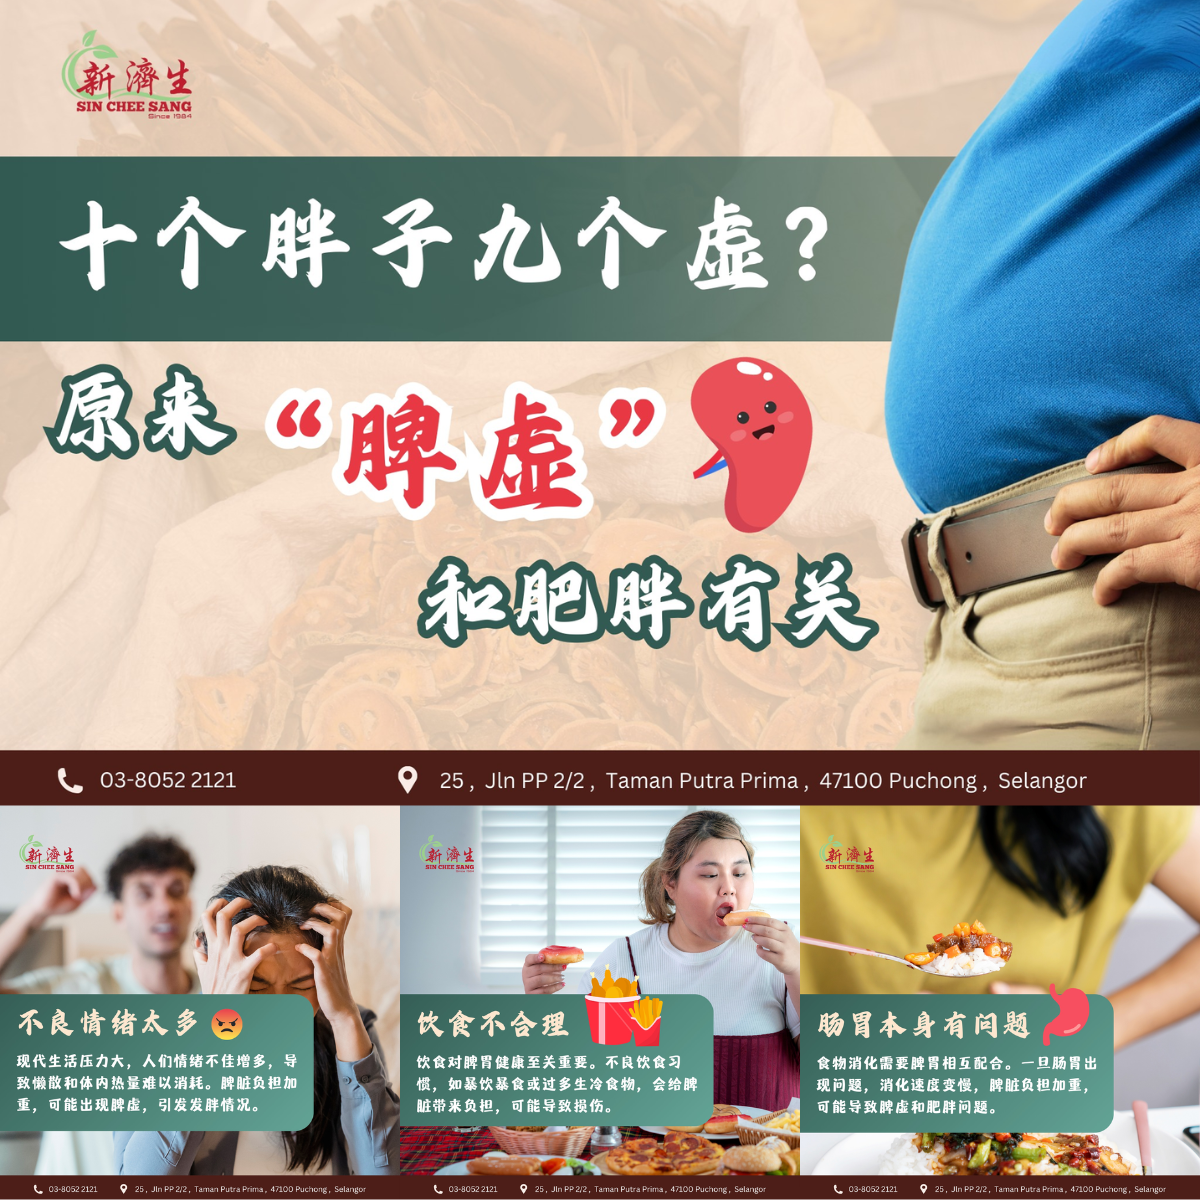 新濟生
SIN CHEE SANG
Since 1984
十个胖子九个虚?
原来
“脾虚”
和肥胖有关
03-8052 2121
25 , Jln PP 2/2 , Taman Putra Prima , 47100 Puchong , Selangor
新濟生
SIN CHEE SANG
Since 1984
不良情绪太多
现代生活压力大，人们情绪不佳增多，导
致懒散和体内热量难以消耗。脾脏负担加
重，可能出现脾虚，引发发胖情况。
03-8052 2121
25 , Jln PP 2/2 , Taman Putra Prima , 47100 Puchong , Selangor
新濟生
SIN CHEE SANG
Since 1984
饮食不合理
饮食对脾胃健康至关重要。不良饮食习
惯，如暴饮暴食或过多生冷食物，会给脾
脏带来负担，可能导致损伤。
03-8052 2121
25 , Jln PP 2/2 , Taman Putra Prima , 47100 Puchong , Selangor
新濟生
SIN CHEE SANG
Since 1984
肠胃本身有问题
食物消化需要脾胃相互配合。一旦肠胃出
现问题，消化速度变慢，脾脏负担加重，
可能导致脾虚和肥胖问题。
03-8052 2121
25 , Jln PP 2/2 , Taman Putra Prima , 47100 Puchong , Selangor